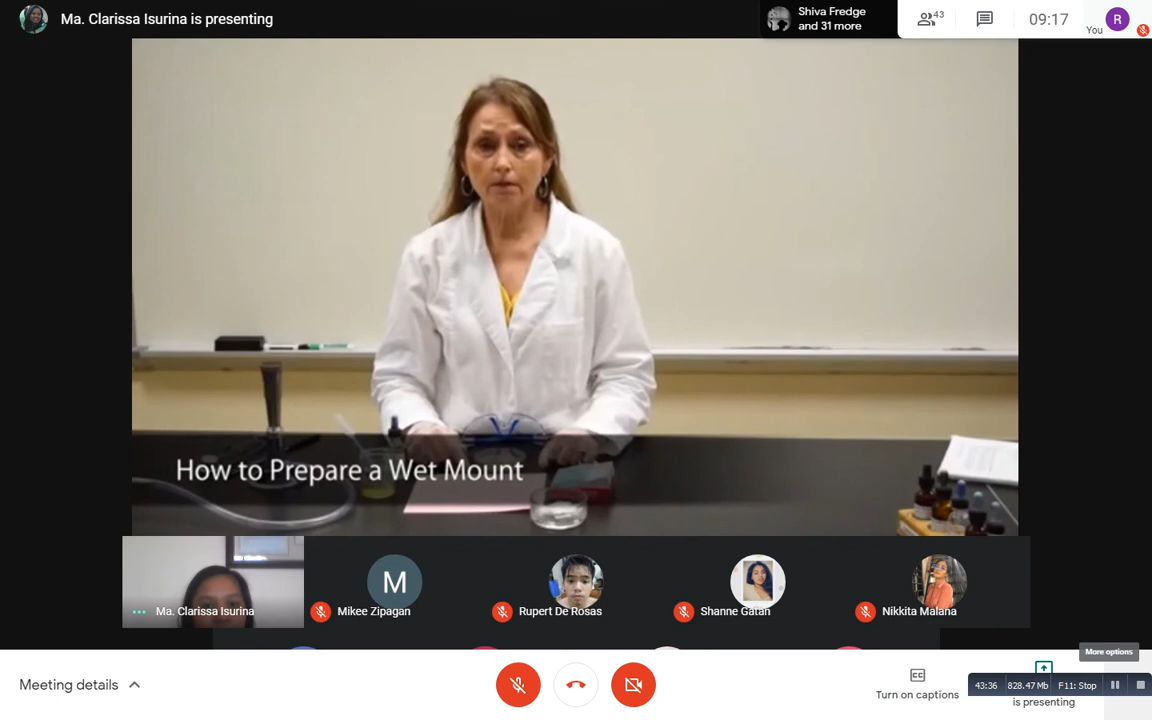 Ma. Clarissa Isurina is presenting
Shiva Fredge
and 31 more
43
09:17
You
R
How to Prepare a Wet Mount
Ma. Clarissa Isurina
M
Mikee Zipagan
Rupert De Rosas
Shanne Gatan
Nikkita Malana
More options
Meeting details
CC
Turn on captions
43:36
828.47 Mb
F11: Stop
is presenting